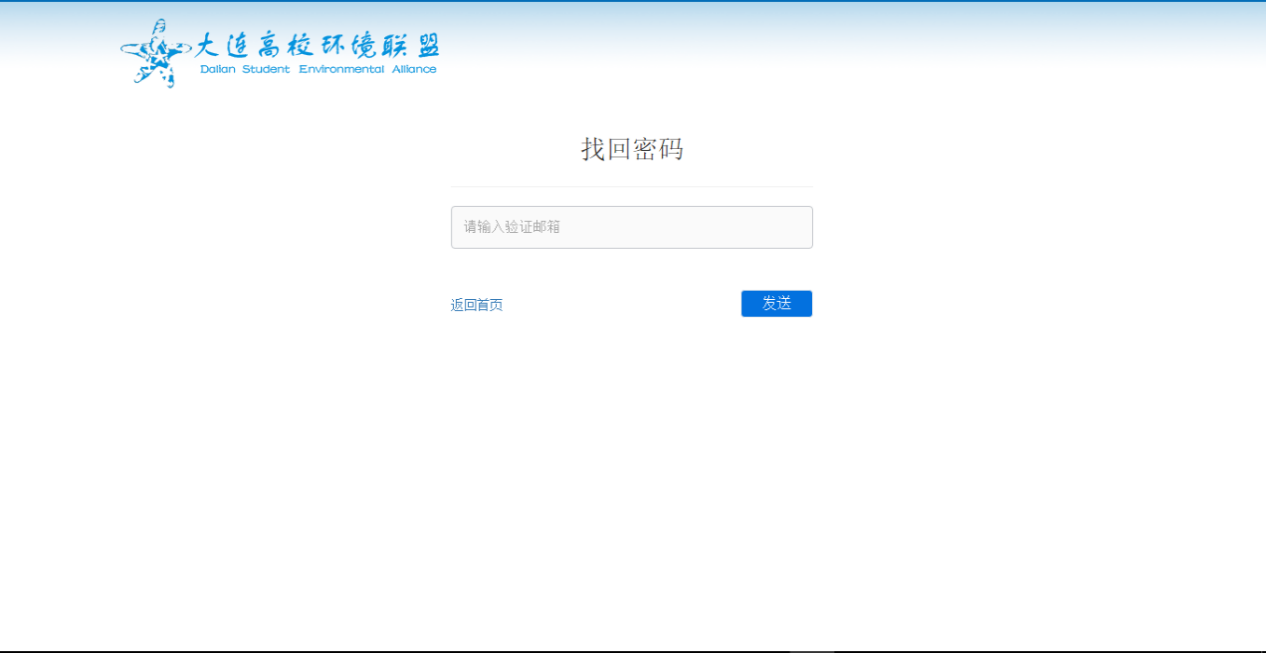 大连高校环境联盟
Dalian Student Environmental Alliance
找回密码
请输入验证邮箱
返回首页
发送